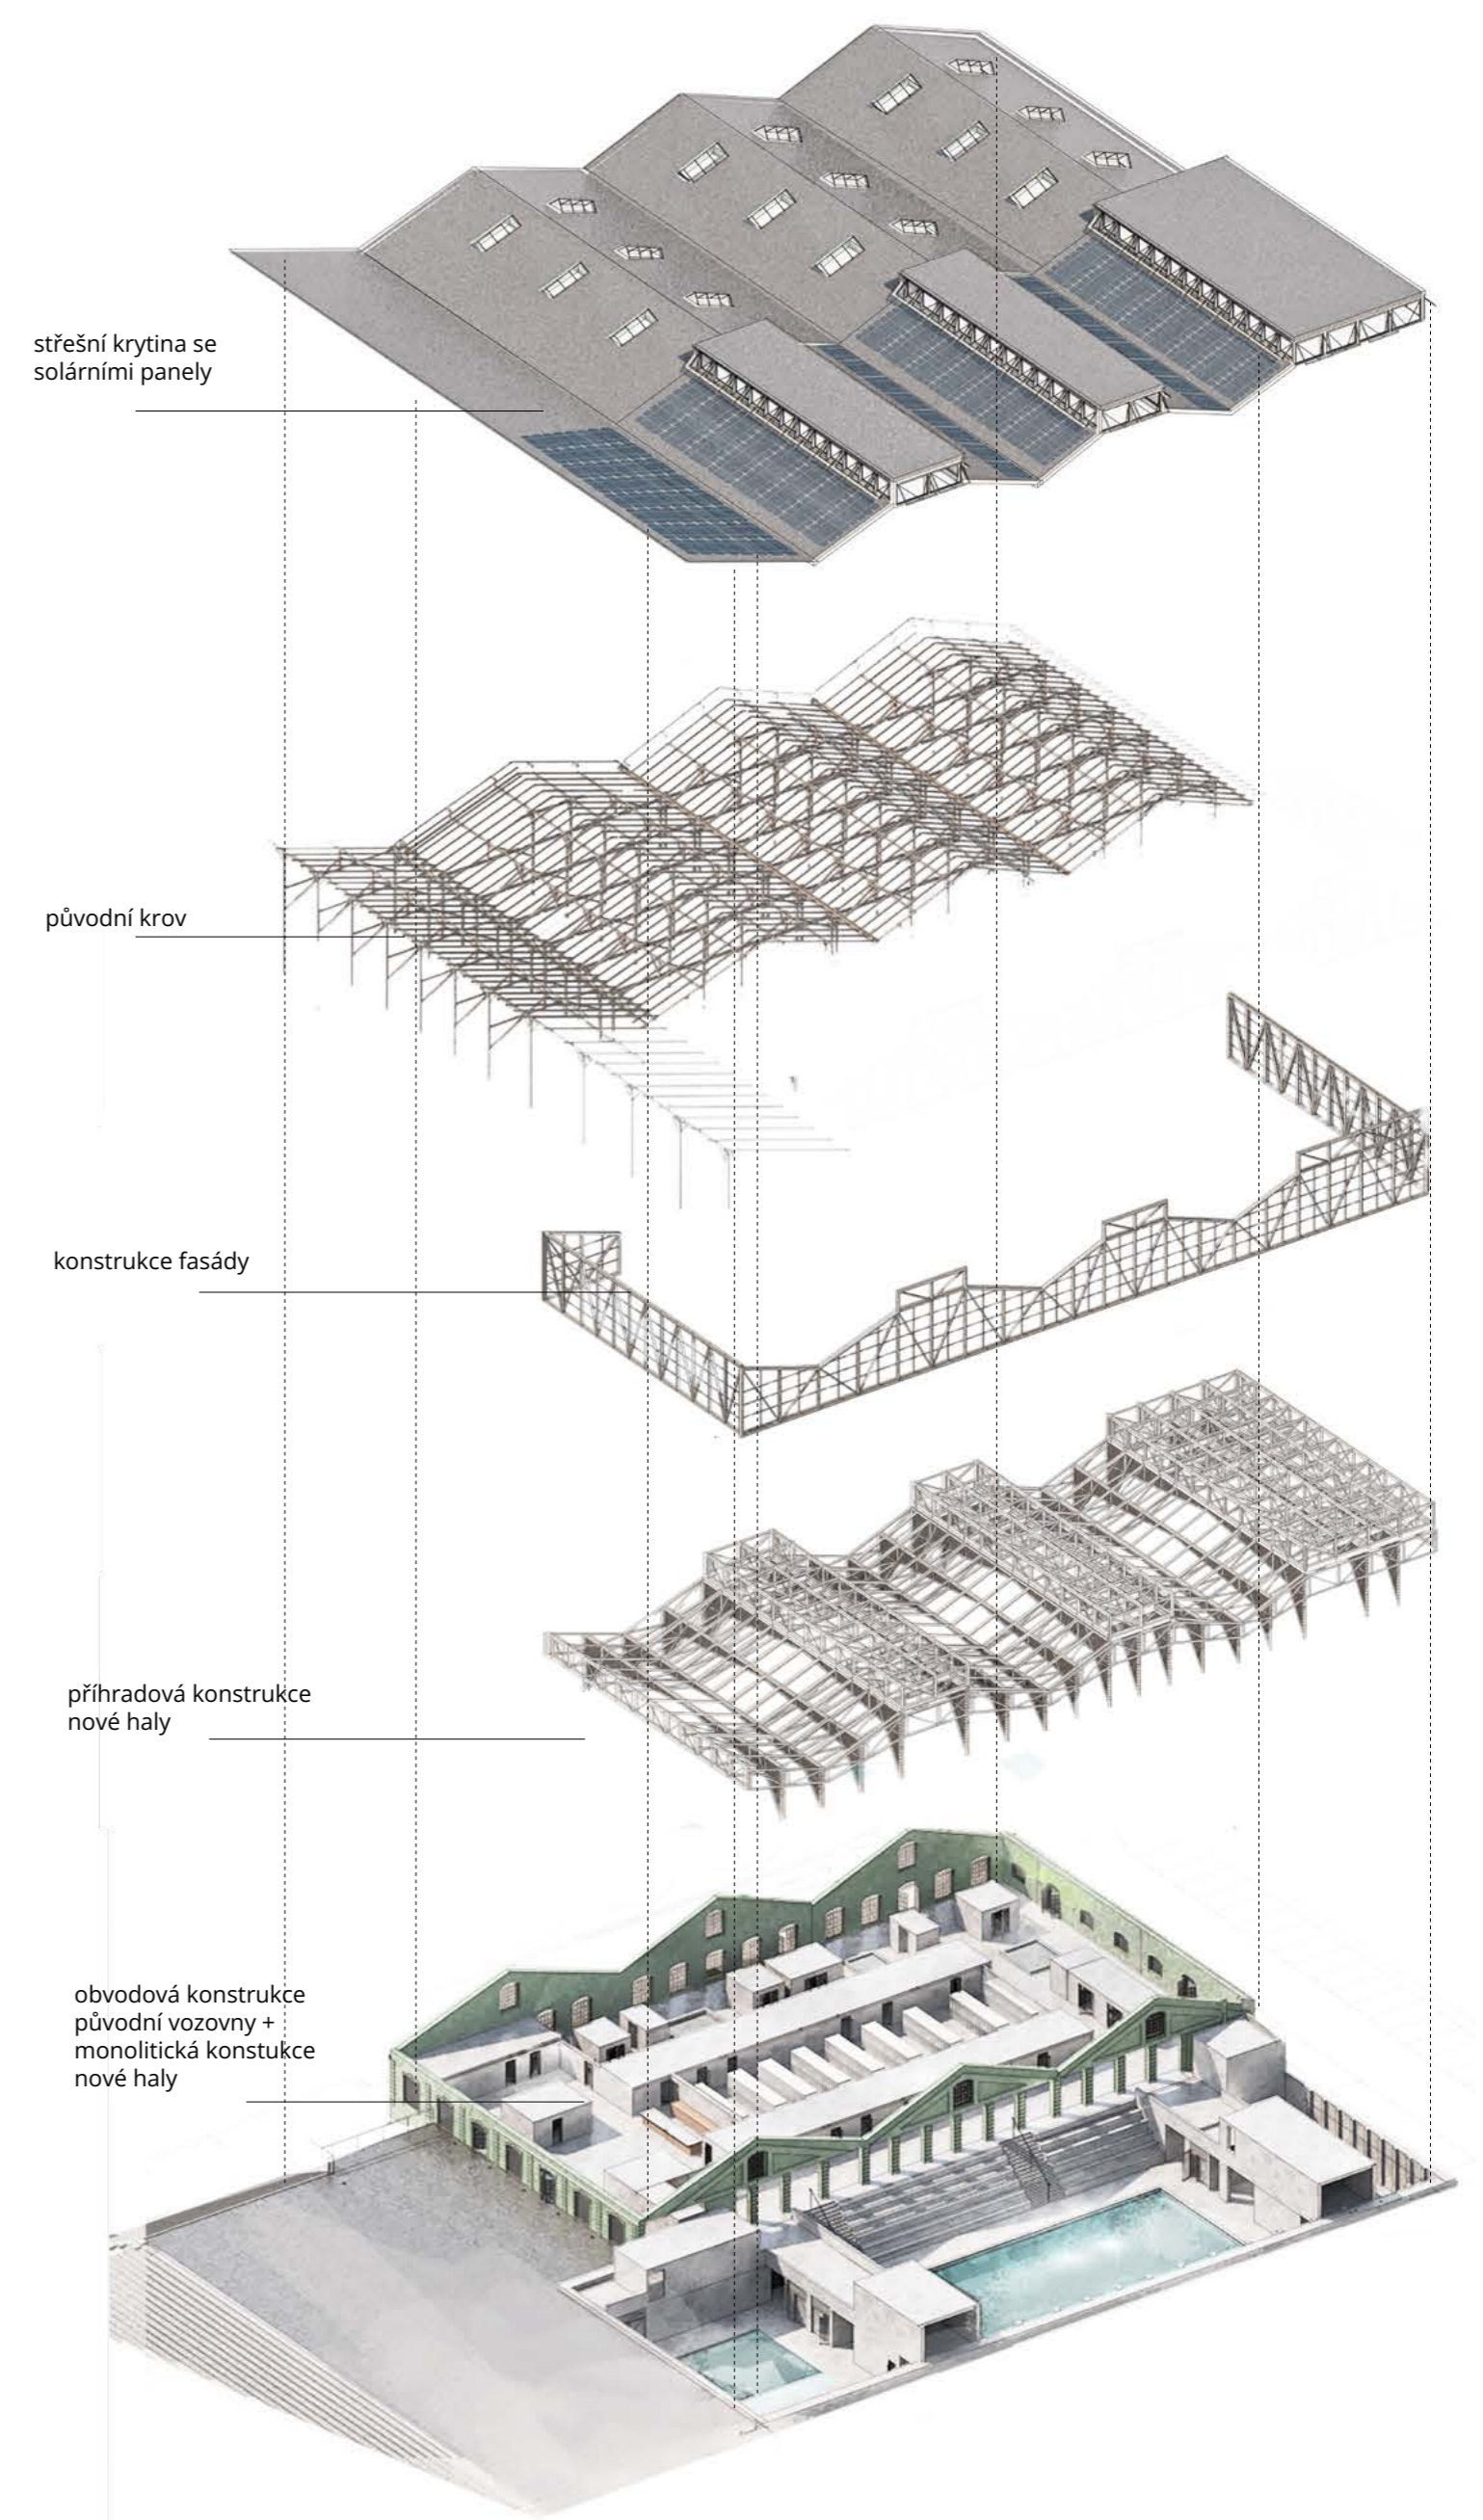 střešní krytina se
solárními panely
původní krov
konstrukce fasády
příhradová konstrukce
nové haly
obvodová konstrukce
původní vozovny +
monolitická konstukce
nové haly